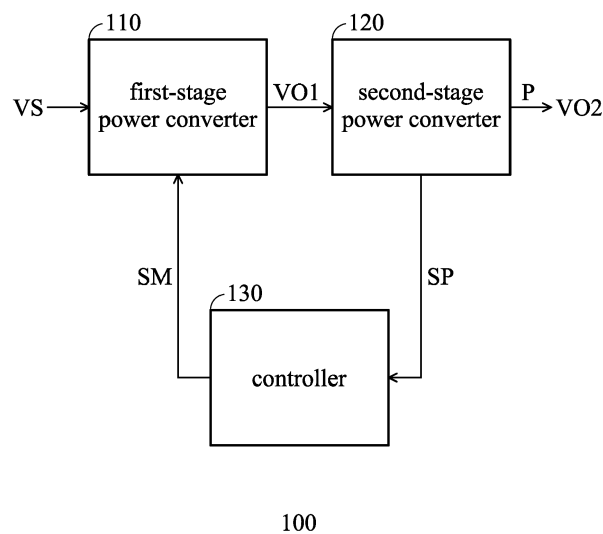 110
120
first-stage
power converter
second-stage
power converter
VS
VO1
P
VO2
SM
SP
130
controller
100